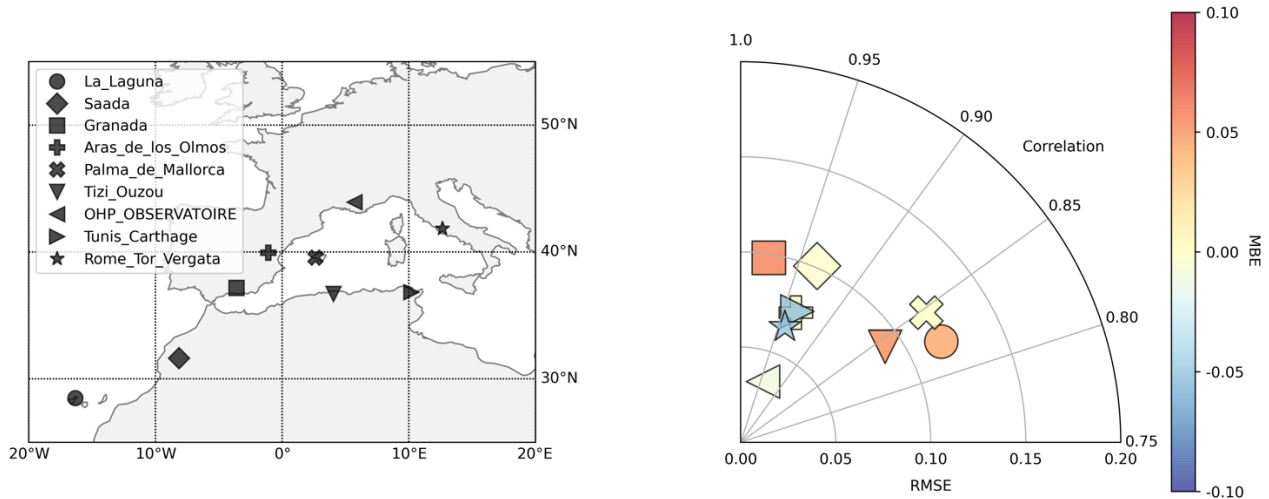 La_Laguna
Saada
Granada
Aras_de_los_Olmos
Palma_de_Mallorca
Tizi_Ouzou
OHP_OBSERVATOIRE
Tunis_Carthage
Rome_Tor_Vergata
50°N
40°N
30°N
20°W
10°W
0°
10°E
20°E
1.0
0.95
0.90
Correlation
0.85
0.80
0.75
0.00
0.05
0.10
0.15
0.20
RMSE
0.10
0.05
0.00
-0.05
-0.10
MBE